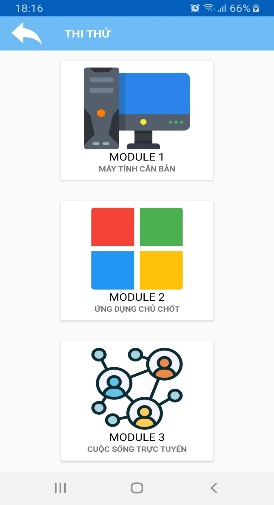 18:16
66%
THI THỬ
MODULE 1
MÁY TÍNH CĂN BẢN
MODULE 2
ỨNG DỤNG CHỦ CHỐT
MODULE 3
CUỘC SỐNG TRỰC TUYẾN